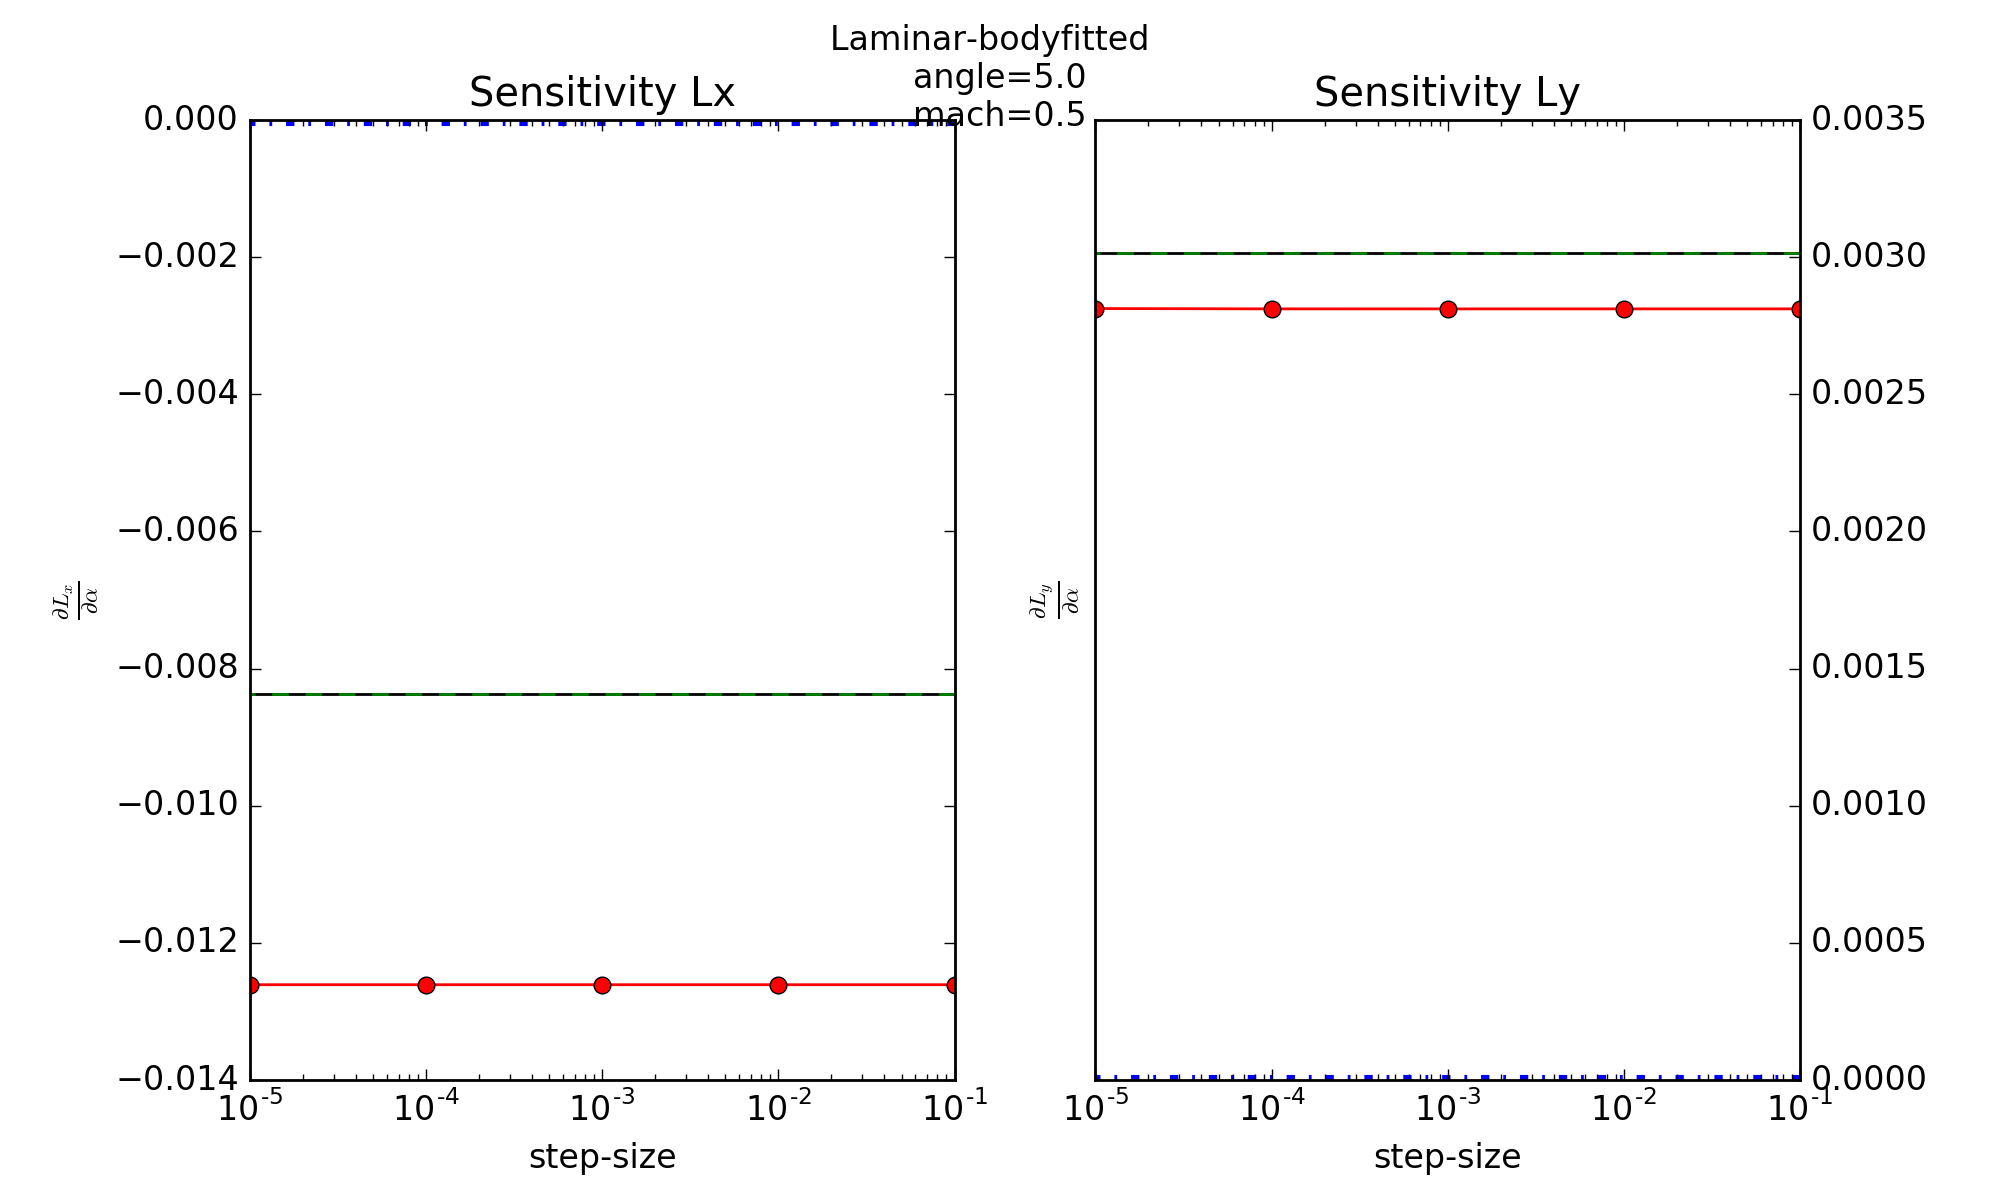 Laminar-bodyfitted
angle=5.0
mach=0.5
Sensitivity Lx
0.000
−0.002
−0.004
−0.006
−0.008
−0.010
−0.012
−0.014
∂Lₓ/∂α
10⁻⁵ 10⁻⁴ 10⁻³ 10⁻² 10⁻¹
step-size
Sensitivity Ly
0.0035
0.0030
0.0025
0.0020
0.0015
0.0010
0.0005
0.0000
∂L_y/∂α
10⁻⁵ 10⁻⁴ 10⁻³ 10⁻² 10⁻¹
step-size